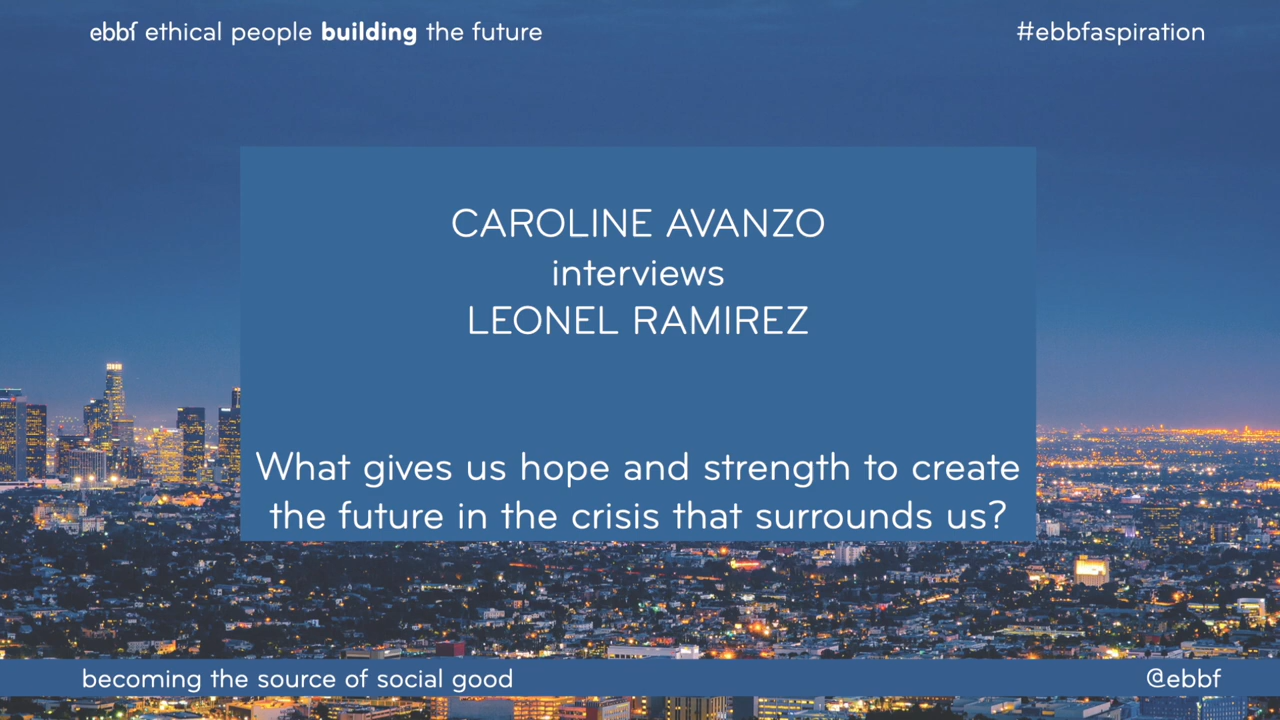 ebbf ethical people building the future
#ebbfaspiration
CAROLINE AVANZO
interviews
LEONEL RAMIREZ
What gives us hope and strength to create
the future in the crisis that surrounds us?
becoming the source of social good
@ebbf